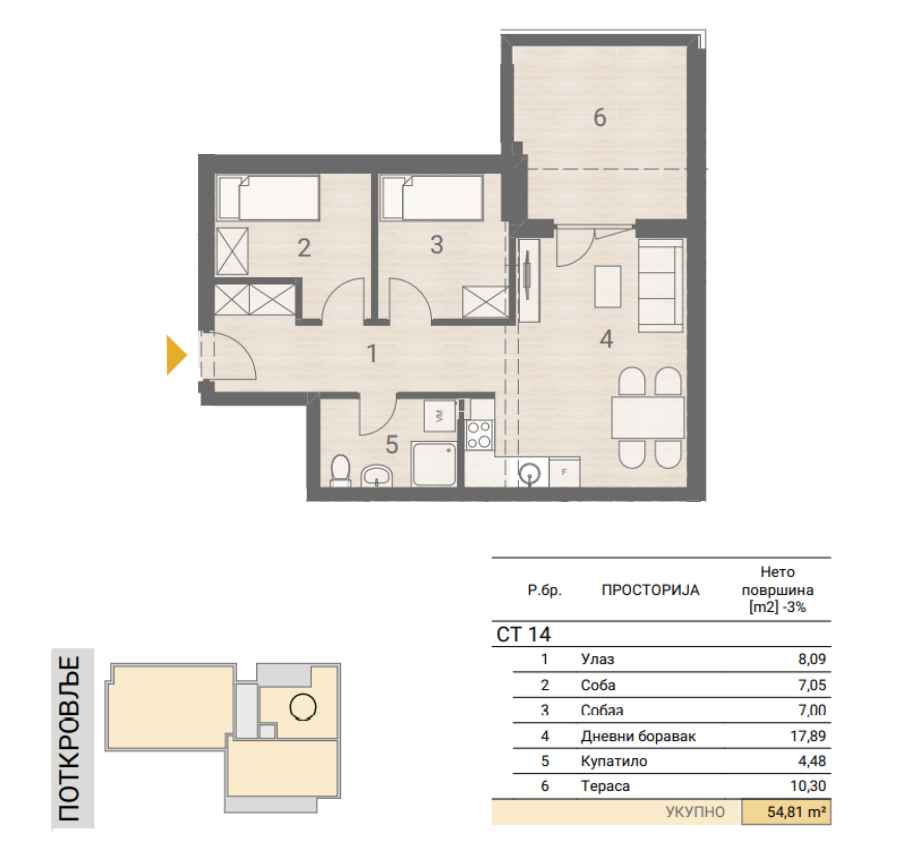 6
2
3
1
4
5
VM
F
Р.бр. ПРОСТОРИЈА Нето
површина
[m2] -3%
СТ 14
1 Улаз 8,09
2 Соба 7,05
3 Собаа 7,00
4 Дневни боравак 17,89
5 Купатило 4,48
6 Тераса 10,30
УКУПНО 54,81 m²
ПОТКРОВЉЕ